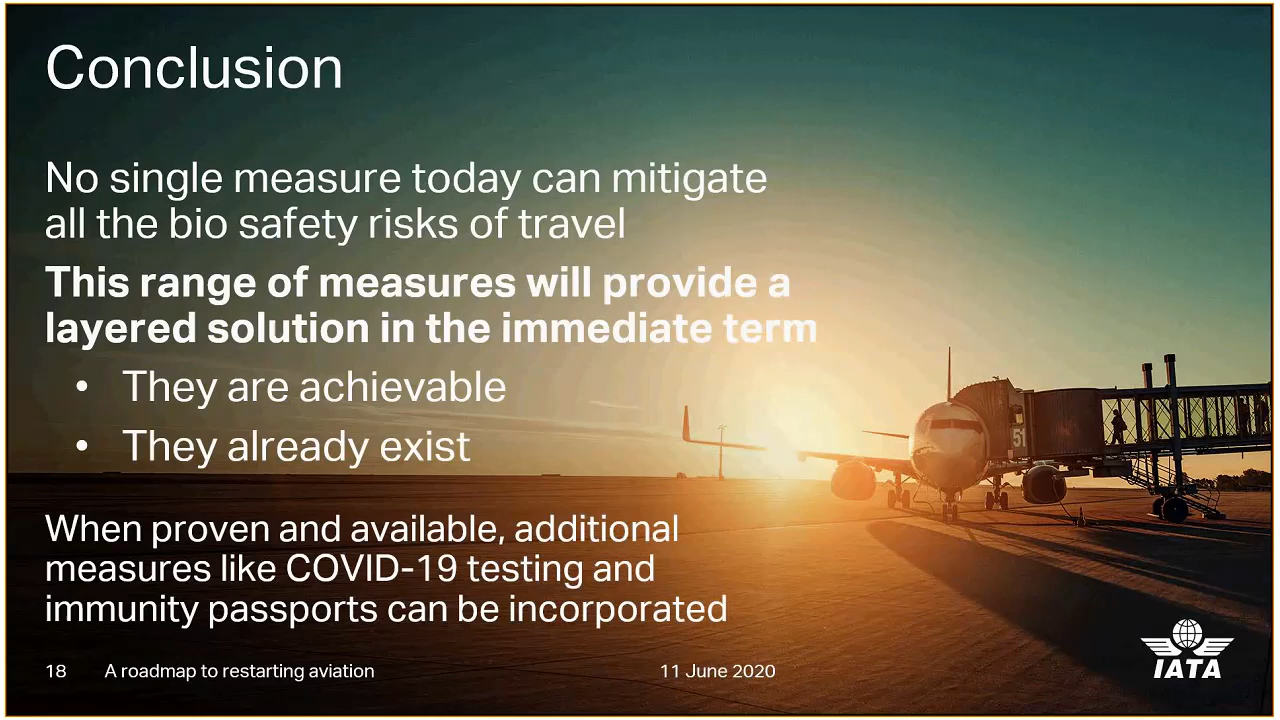 Conclusion
No single measure today can mitigate
all the bio safety risks of travel
This range of measures will provide a
layered solution in the immediate term
• They are achievable
• They already exist
When proven and available, additional
measures like COVID-19 testing and
immunity passports can be incorporated
51
18 A roadmap to restarting aviation 11 June 2020
IATA